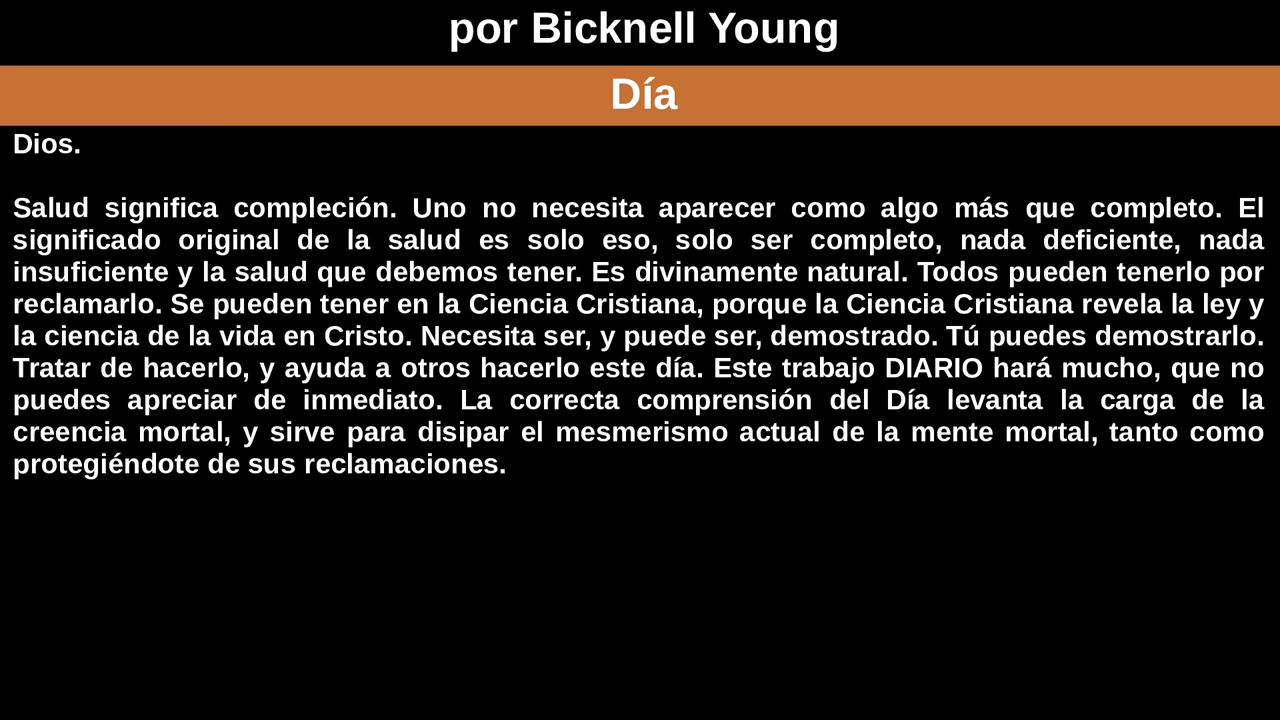 por Bicknell Young
Día
Dios.
Salud significa compleción. Uno no necesita aparecer como algo más que completo. El
significado original de la salud es solo eso, solo ser completo, nada deficiente, nada
insuficiente y la salud que debemos tener. Es divinamente natural. Todos pueden tenerlo por
reclamarlo. Se pueden tener en la Ciencia Cristiana, porque la Ciencia Cristiana revela la ley y
la ciencia de la vida en Cristo. Necesita ser, y puede ser, demostrado. Tú puedes demostrarlo.
Tratar de hacerlo, y ayuda a otros hacerlo este día. Este trabajo DIARIO hará mucho, que no
puedes apreciar de inmediato. La correcta comprensión del Día levanta la carga de la
creencia mortal, y sirve para disipar el mesmerismo actual de la mente mortal, tanto como
protegiéndote de sus reclamaciones.